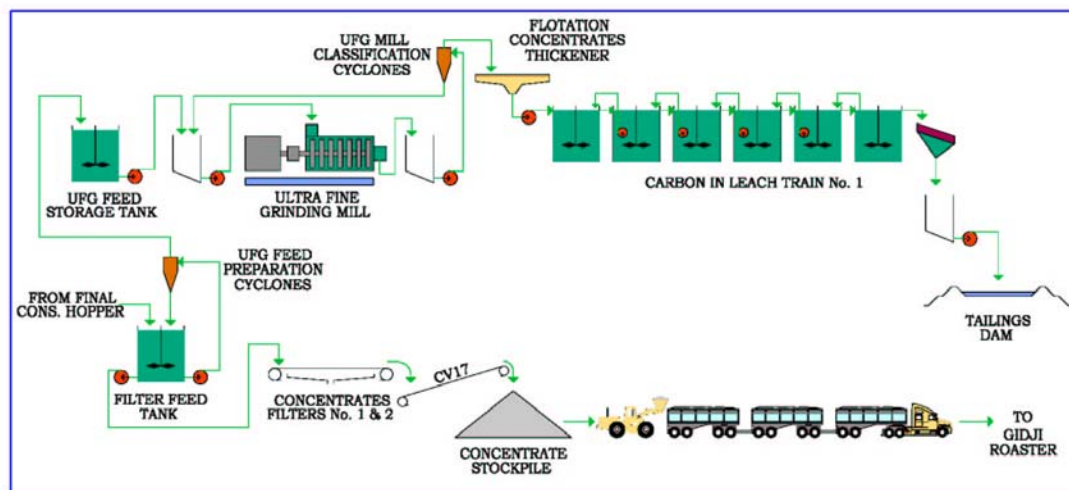 FLOTATION
CONCENTRATES
THICKENER
UFG MILL
CLASSIFICATION
CYCLONES
UFG FEED
STORAGE TANK
ULTRA FINE
GRINDING MILL
CARBON IN LEACH TRAIN No. 1
UFG FEED
PREPARATION
CYCLONES
FROM FINAL
CONS. HOPPER
TAILINGS
DAM
FILTER FEED
TANK
CONCENTRATES
FILTERS No. 1 & 2
CV17
CONCENTRATE
STOCKPILE
TO
GIDJI
ROASTER